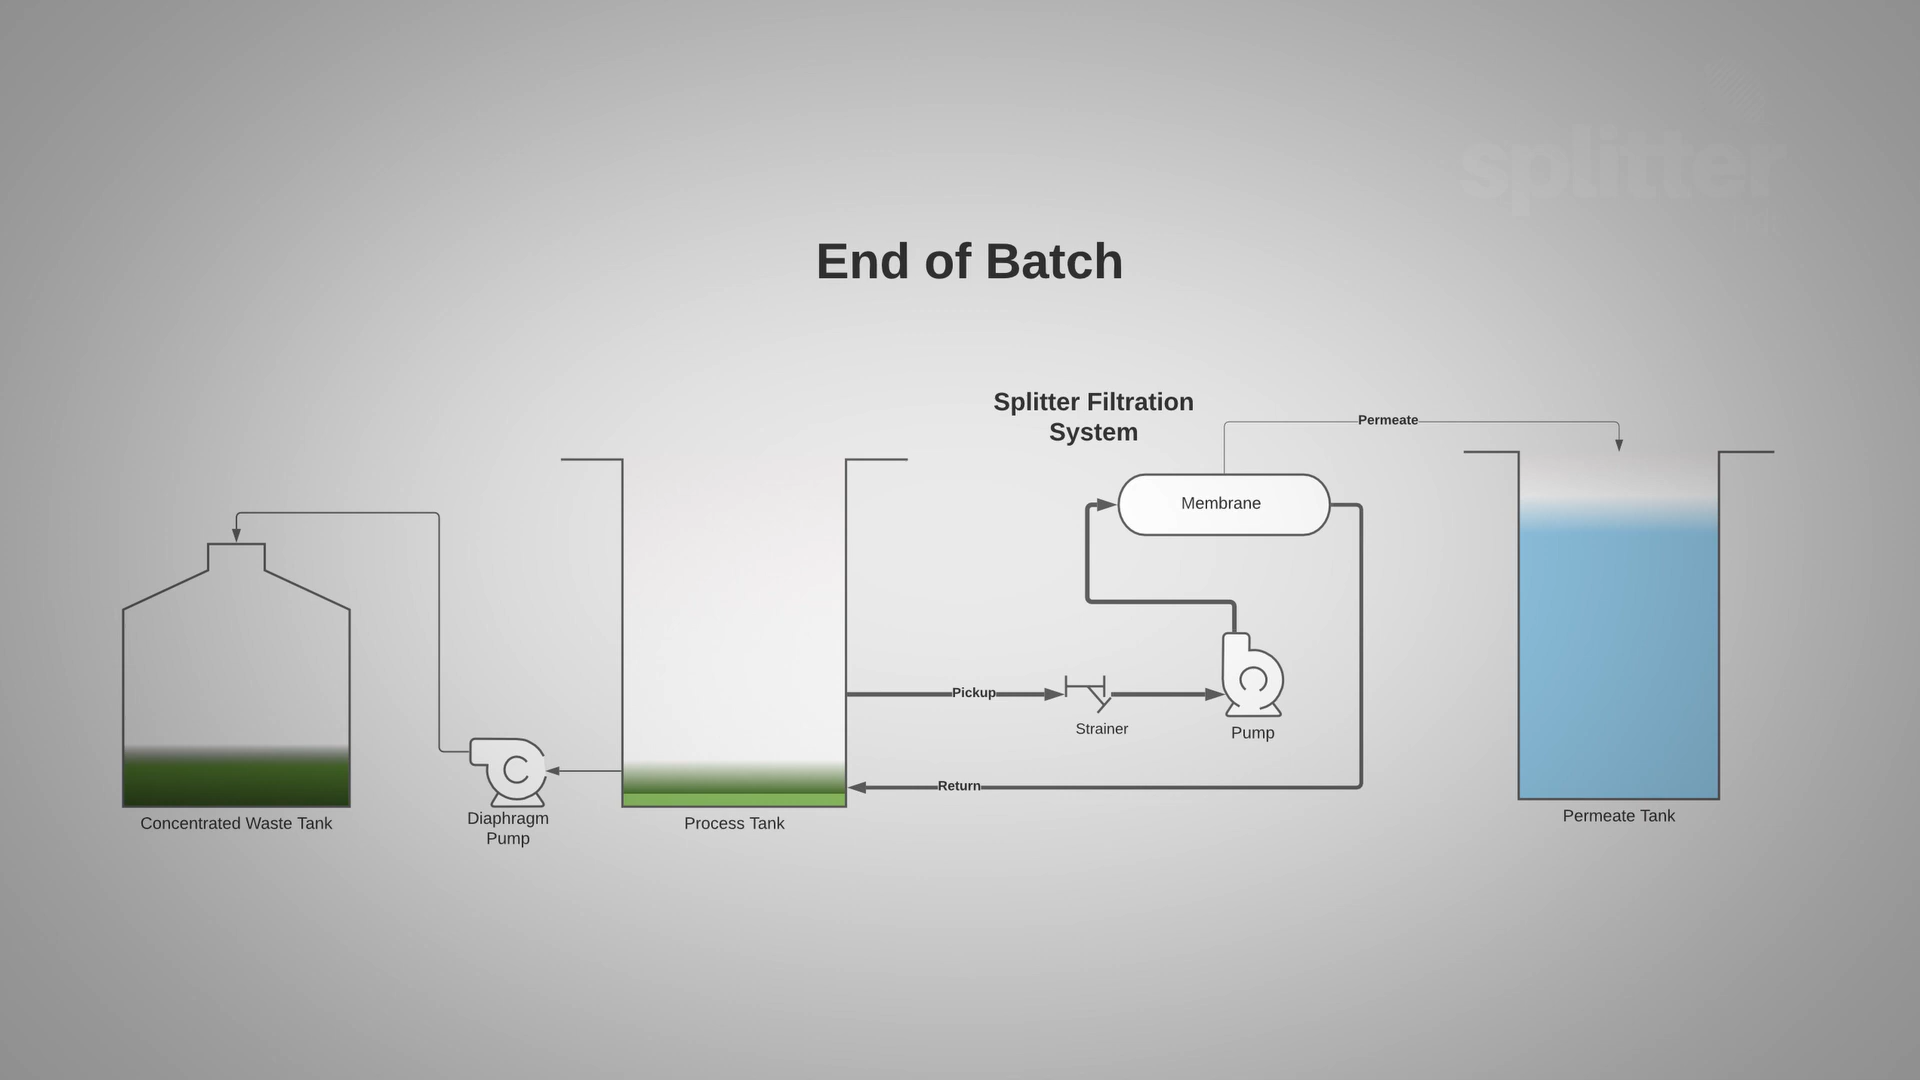 splitter
End of Batch
Splitter Filtration
System
Permeate
Membrane
Pickup
Strainer
Pump
Return
Concentrated Waste Tank
Diaphragm
Pump
Process Tank
Permeate Tank